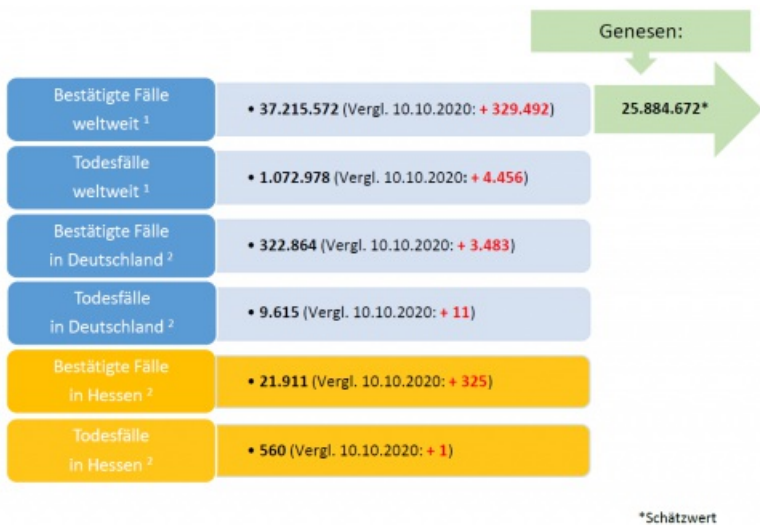 Genesen:
Bestätigte Fälle
weltweit ¹
• 37.215.572 (Vergl. 10.10.2020: + 329.492)
25.884.672*
Todesfälle
weltweit ¹
• 1.072.978 (Vergl. 10.10.2020: + 4.456)
Bestätigte Fälle
in Deutschland ²
• 322.864 (Vergl. 10.10.2020: + 3.483)
Todesfälle
in Deutschland ²
• 9.615 (Vergl. 10.10.2020: + 11)
Bestätigte Fälle
in Hessen ²
• 21.911 (Vergl. 10.10.2020: + 325)
Todesfälle
in Hessen ²
• 560 (Vergl. 10.10.2020: + 1)
*Schätzwert